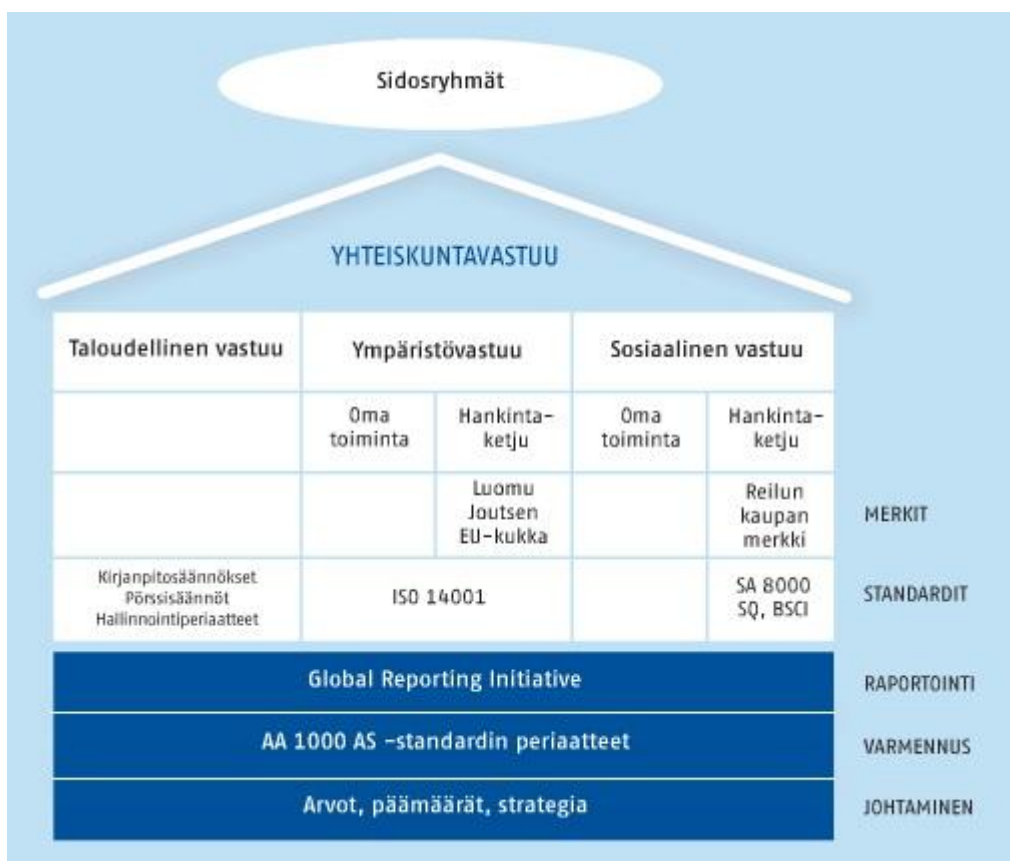 Sidosryhmät
YHTEISKUNTAVASTUU
Taloudellinen vastuu
Ympäristövastuu
Sosiaalinen vastuu
Oma
toiminta
Hankinta-
ketju
Oma
toiminta
Hankinta-
ketju
Luomu
Joutsen
EU-kukka
Reilun
kaupan
merkki
MERKIT
Kirjanpitosäännökset
Pörssisäännöt
Hallinnointiperiaatteet
ISO 14001
SA 8000
SQ, BSCI
STANDARDIT
Global Reporting Initiative
RAPORTOINTI
AA 1000 AS -standardin periaatteet
VARMENNUS
Arvot, päämäärät, strategia
JOHTAMINEN